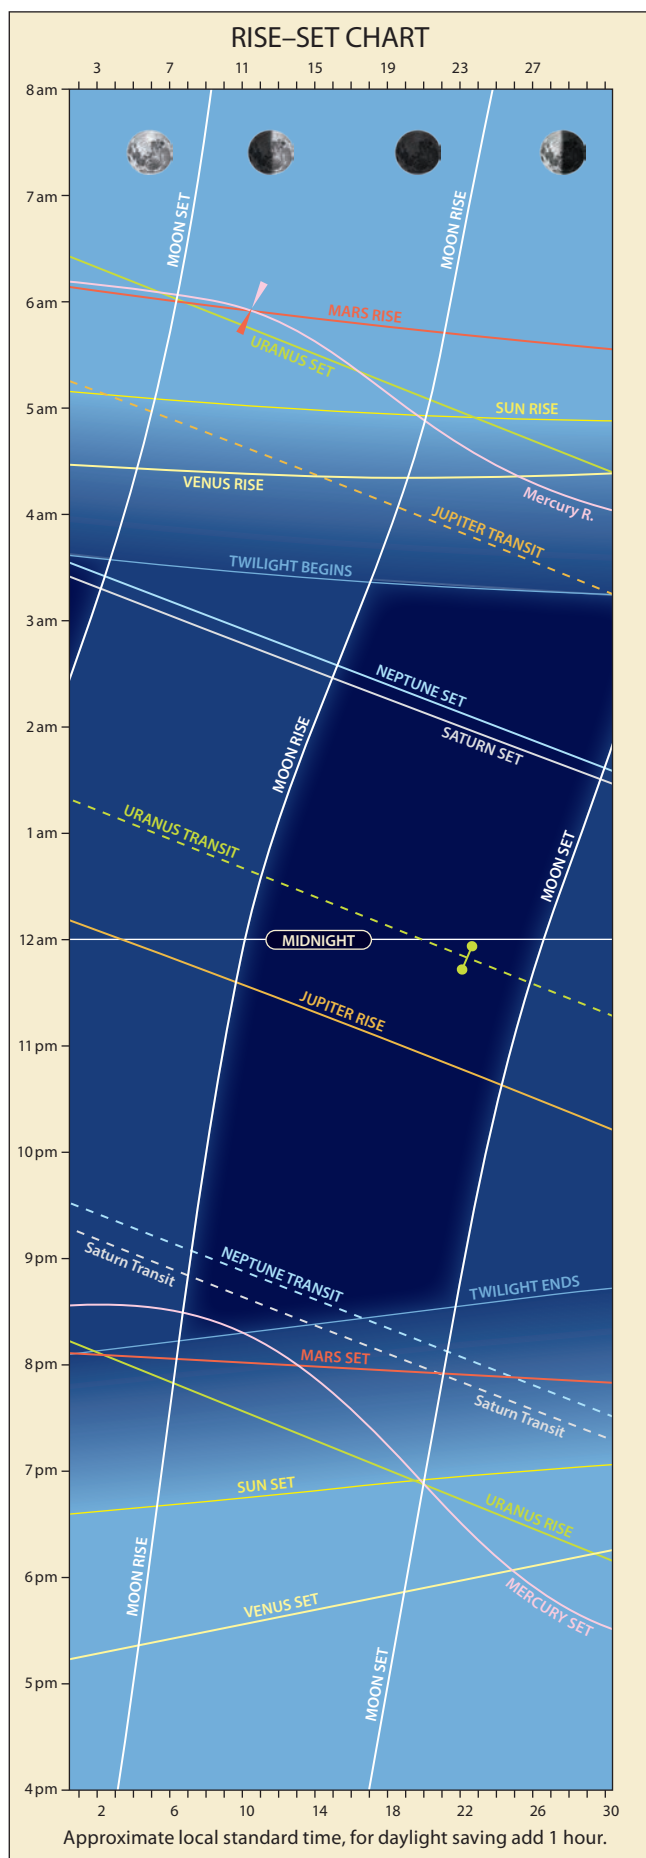 RISE–SET CHART
3 7 11 15 19 23 27
8 am
7 am
MOON SET
MOON RISE
6 am
MARS RISE
URANUS SET
5 am
SUN RISE
VENUS RISE
Mercury R.
4 am
JUPITER TRANSIT
TWILIGHT BEGINS
3 am
NEPTUNE SET
SATURN SET
2 am
MOON RISE
URANUS TRANSIT
1 am
MOON SET
12 am
MIDNIGHT
JUPITER RISE
11 pm
10 pm
9 pm
Saturn Transit
NEPTUNE TRANSIT
TWILIGHT ENDS
8 pm
MARS SET
Saturn Transit
7 pm
SUN SET
URANUS RISE
6 pm
MOON RISE
VENUS SET
MERCURY SET
5 pm
MOON SET
4 pm
2 6 10 14 18 22 26 30
Approximate local standard time, for daylight saving add 1 hour.